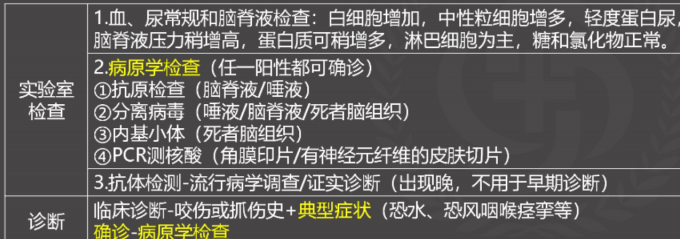 1.血、尿常规和脑脊液检查：白细胞增加，中性粒细胞增多，轻度蛋白尿，
脑脊液压力稍增高，蛋白质可稍增多，淋巴细胞为主，糖和氯化物正常。
实验室
检查
2.病原学检查（任一阳性都可确诊）
①抗原检查（脑脊液/唾液）
②分离病毒（唾液/脑脊液/死者脑组织）
③内基小体（死者脑组织）
④PCR测核酸（角膜印片/有神经元纤维的皮肤切片）
3.抗体检测-流行病学调查/证实诊断（出现晚，不用于早期诊断）
诊断
临床诊断-咬伤或抓伤史+典型症状（恐水、恐风咽喉痉挛等）
确诊-病原学检查